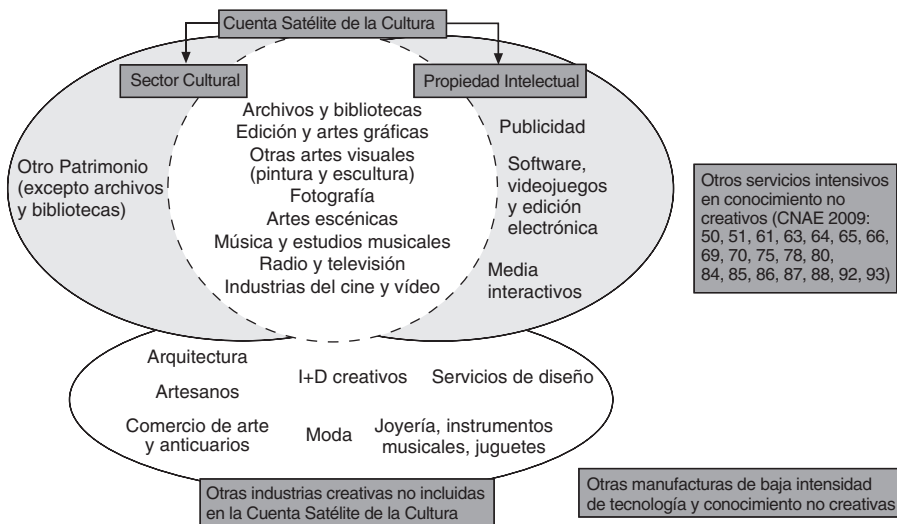 Cuenta Satélite de la Cultura
Sector Cultural
Propiedad Intelectual
Otro Patrimonio
(excepto archivos
y bibliotecas)
Archivos y bibliotecas
Edición y artes gráficas
Otras artes visuales
(pintura y escultura)
Fotografía
Artes escénicas
Música y estudios musicales
Radio y televisión
Industrias del cine y vídeo
Publicidad
Software,
videojuegos
y edición
electrónica
Media
interactivos
Otros servicios intensivos
en conocimiento no
creativos (CNAE 2009:
50, 51, 61, 63, 64, 65, 66,
69, 70, 75, 78, 80,
84, 85, 86, 87, 88, 92, 93)
Arquitectura
Artesanos
Comercio de arte
y anticuarios
I+D creativos
Moda
Servicios de diseño
Joyería, instrumentos
musicales, juguetes
Otras industrias creativas no incluidas
en la Cuenta Satélite de la Cultura
Otras manufacturas de baja intensidad
de tecnología y conocimiento no creativas